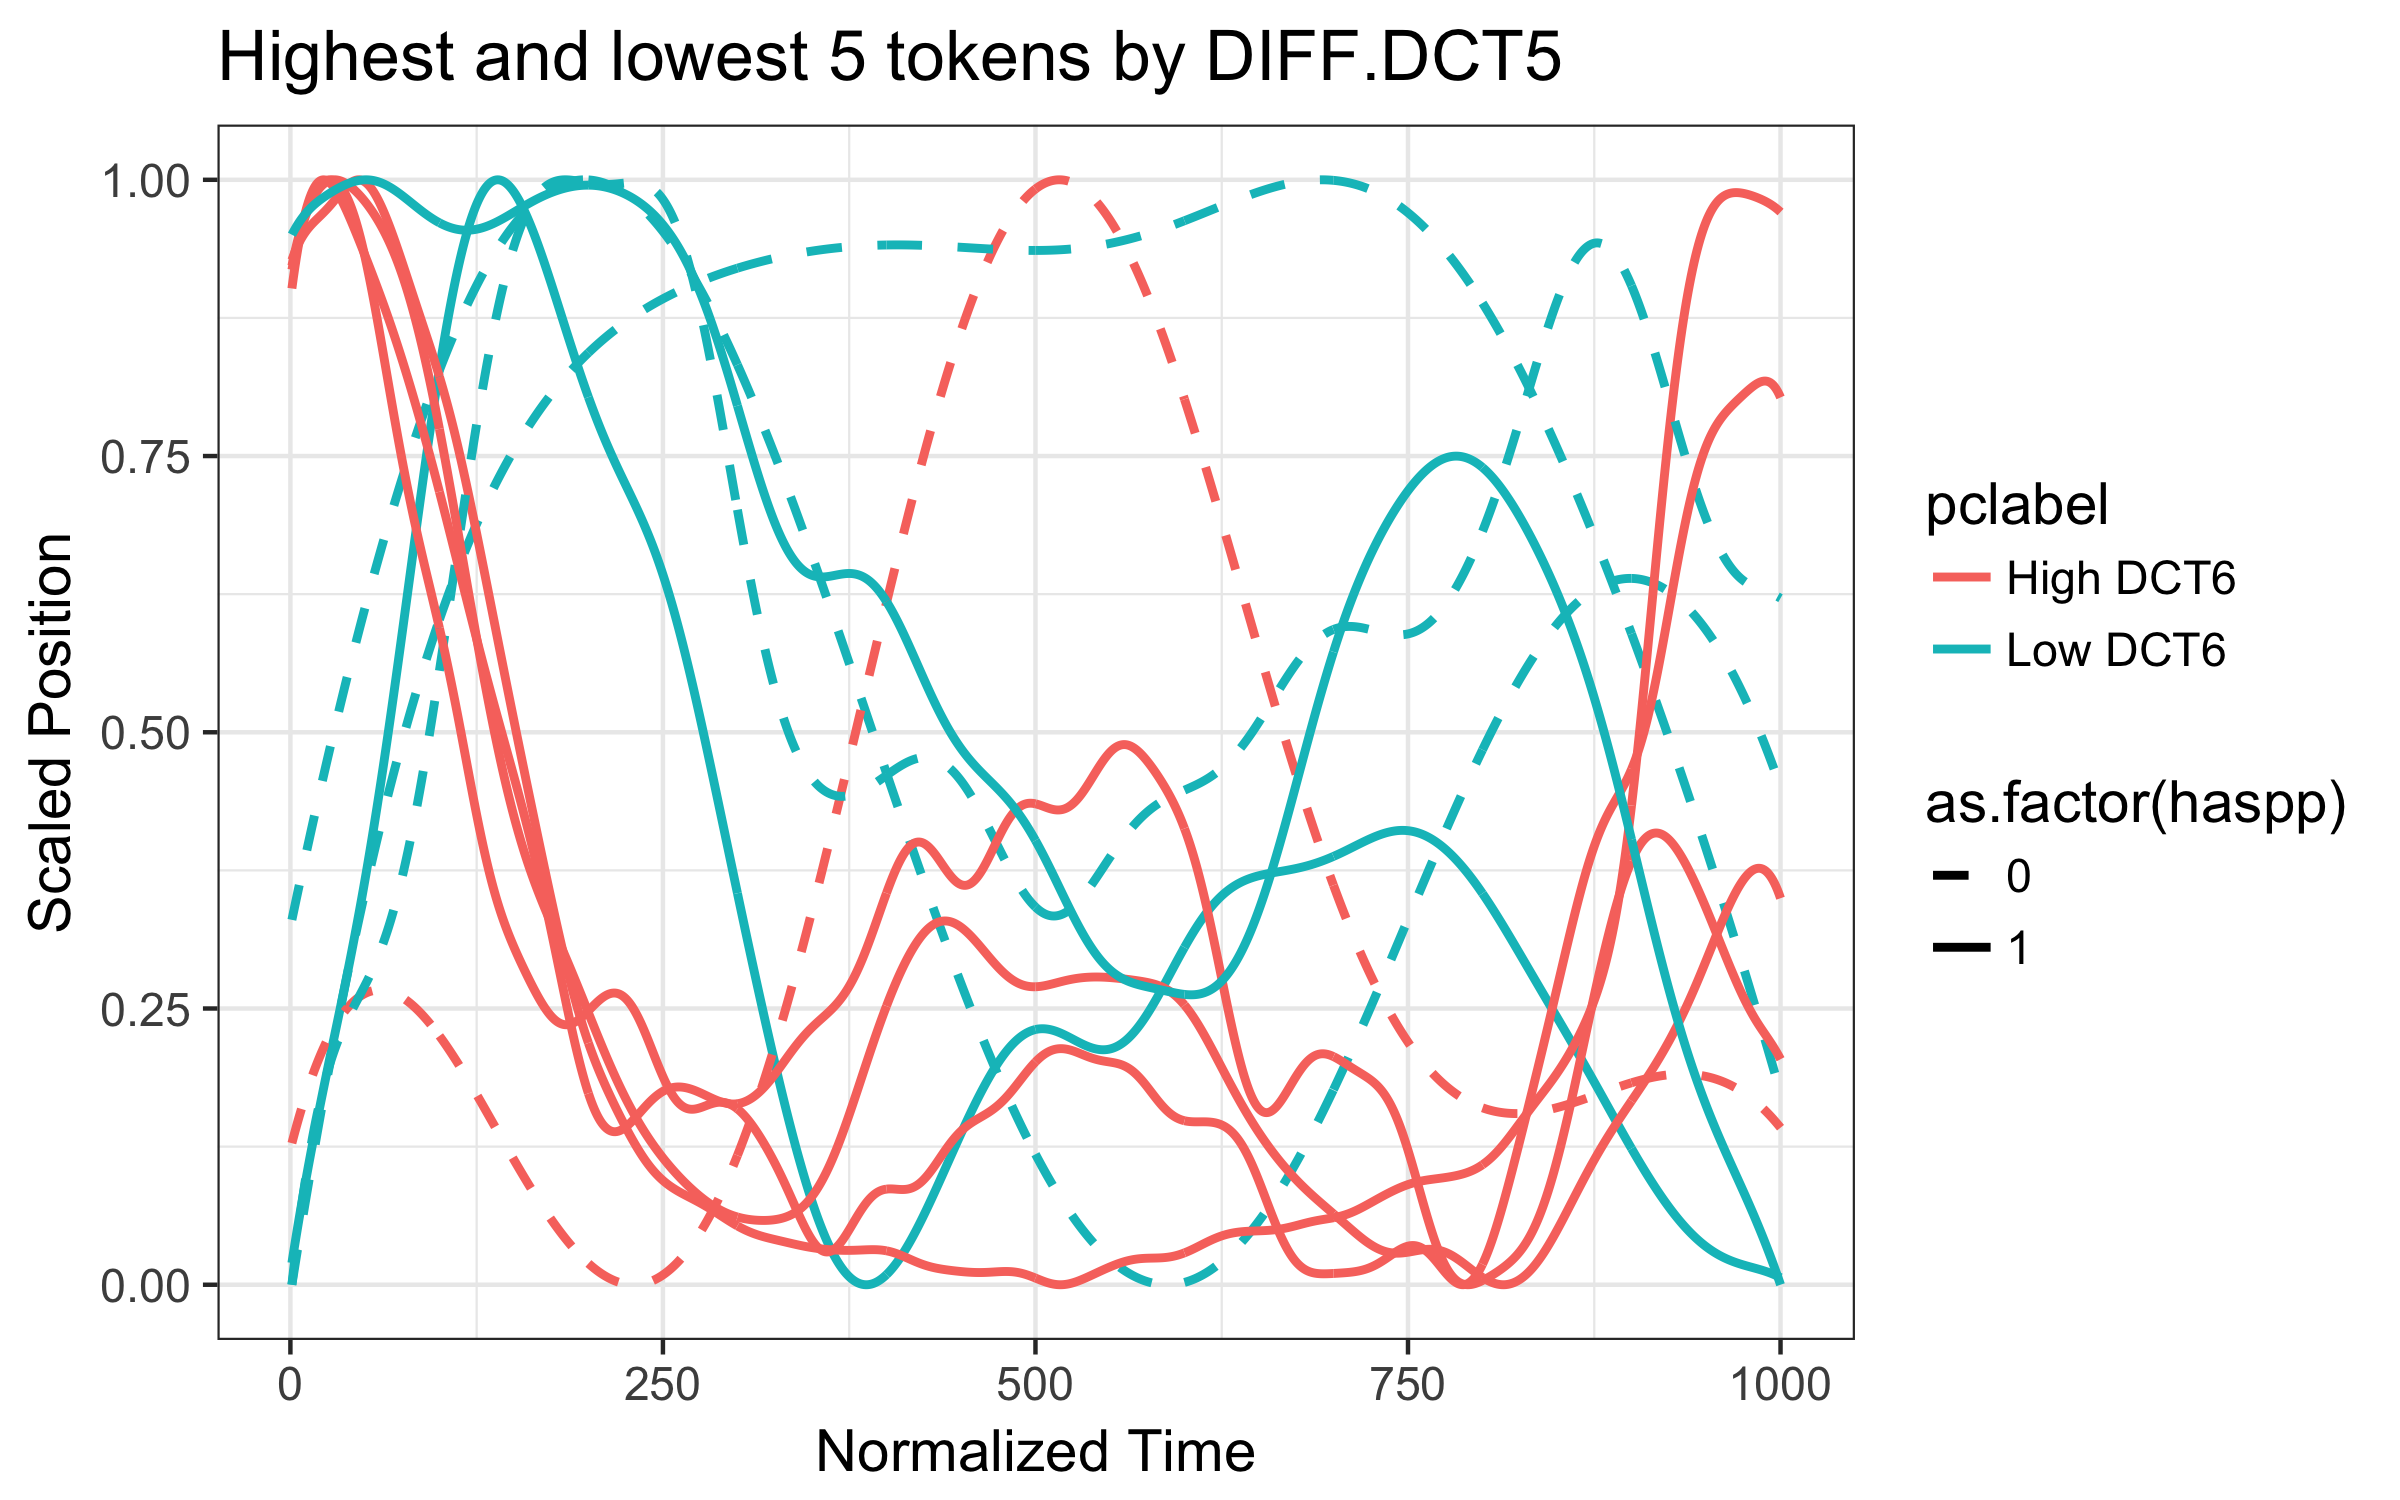 Highest and lowest 5 tokens by DIFF.DCT5
1.00
0.75
0.50
0.25
0.00
Scaled Position
0
250
500
750
1000
Normalized Time
pclabel
High DCT6
Low DCT6
as.factor(haspp)
0
1